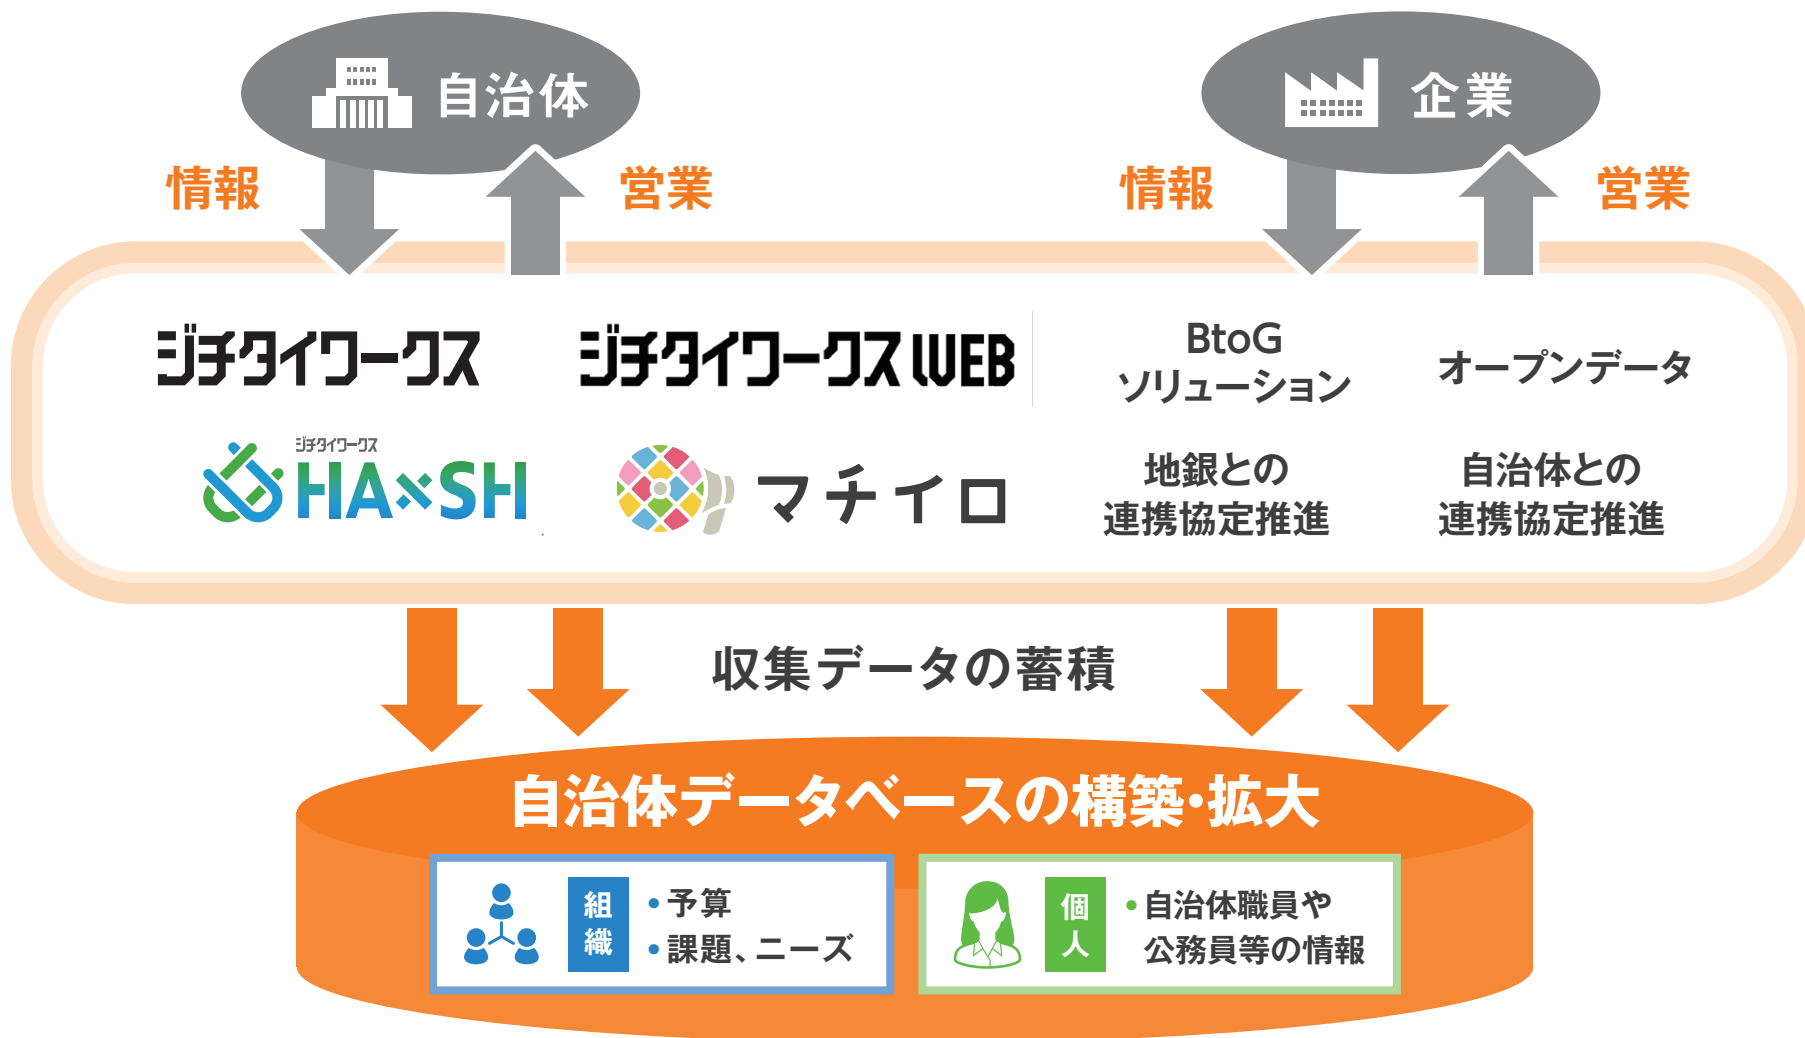 自治体
企業
情報
営業
情報
営業
ジチタイワークス
ジチタイワークスWEB
BtoG
ソリューション
オープンデータ
ジチタイワークス
HA×SH
マチイロ
地銀との
連携協定推進
自治体との
連携協定推進
収集データの蓄積
自治体データベースの構築・拡大
組織
・予算
・課題、ニーズ
個人
・自治体職員や
公務員等の情報